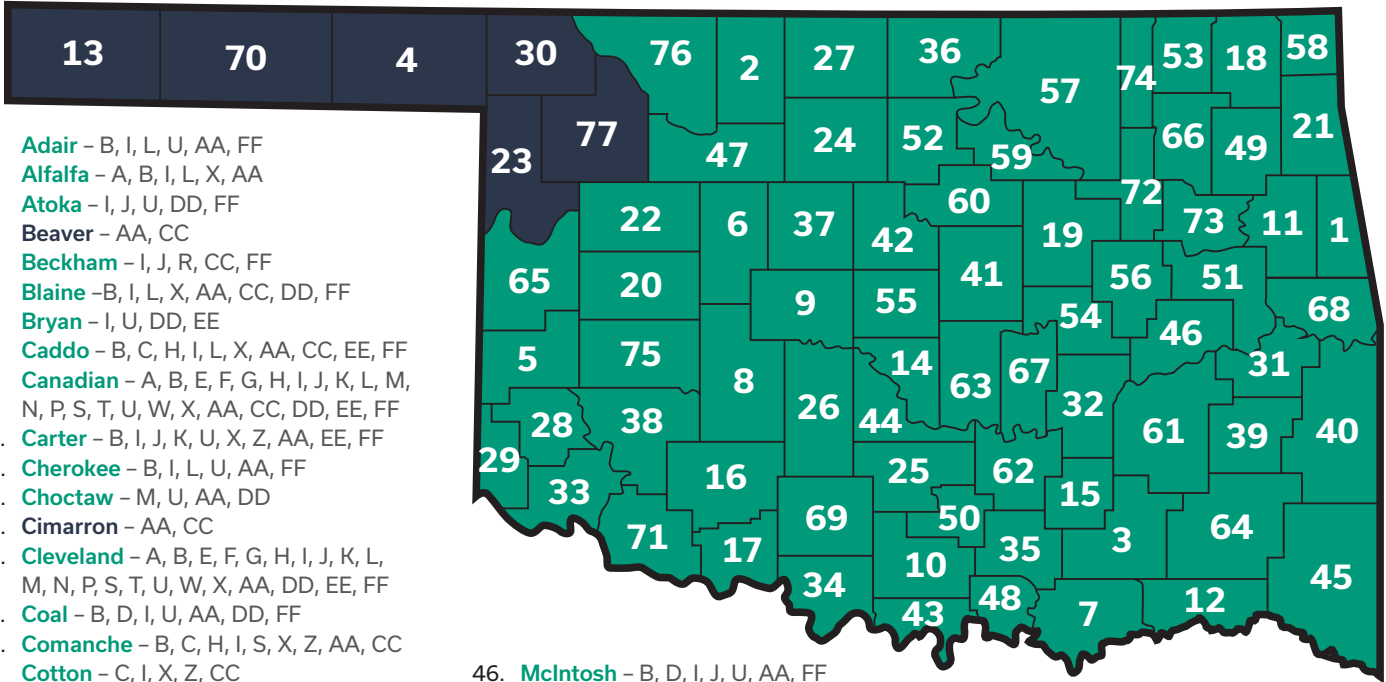 13 70 4 30 76 2 27 36 57 74 53 18 58
23 77 47 24 52 59 66 49 21
22 6 37 42 60 19 72 73 11 1
65 20 9 55 41 56 51 68
5 75 8 26 14 63 67 54 46 31
29 28 38 44 32 61 39 40
33 16 25 62 15
71 17 69 50 35 3 64 45
34 10 43 48 7 12
Adair – B, I, L, U, AA, FF
Alfalfa – A, B, I, L, X, AA
Atoka – I, J, U, DD, FF
Beaver – AA, CC
Beckham – I, J, R, CC, FF
Blaine –B, I, L, X, AA, CC, DD, FF
Bryan – I, U, DD, EE
Caddo – B, C, H, I, L, X, AA, CC, EE, FF
Canadian – A, B, E, F, G, H, I, J, K, L, M,
N, P, S, T, U, W, X, AA, CC, DD, EE, FF
. Carter – B, I, J, K, U, X, Z, AA, EE, FF
. Cherokee – B, I, L, U, AA, FF
. Choctaw – M, U, AA, DD
. Cimarron – AA, CC
. Cleveland – A, B, E, F, G, H, I, J, K, L,
M, N, P, S, T, U, W, X, AA, DD, EE, FF
. Coal – B, D, I, U, AA, DD, FF
. Comanche – B, C, H, I, S, X, Z, AA, CC
Cotton – C, I, X, Z, CC
46. McIntosh – B, D, I, J, U, AA, FF